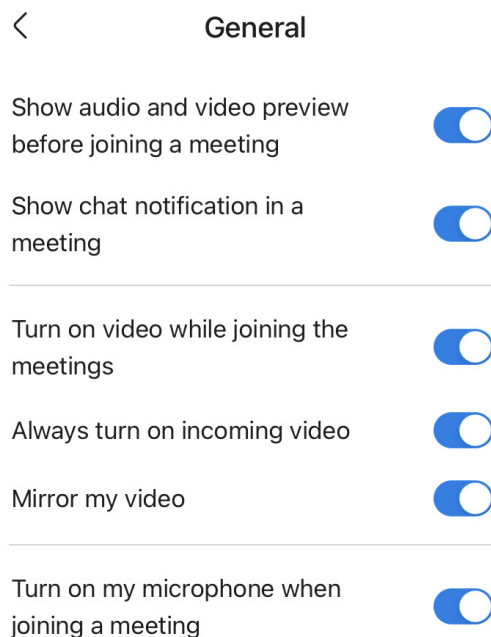 General
Show audio and video preview
before joining a meeting
Show chat notification in a
meeting
Turn on video while joining the
meetings
Always turn on incoming video
Mirror my video
Turn on my microphone when
joining a meeting